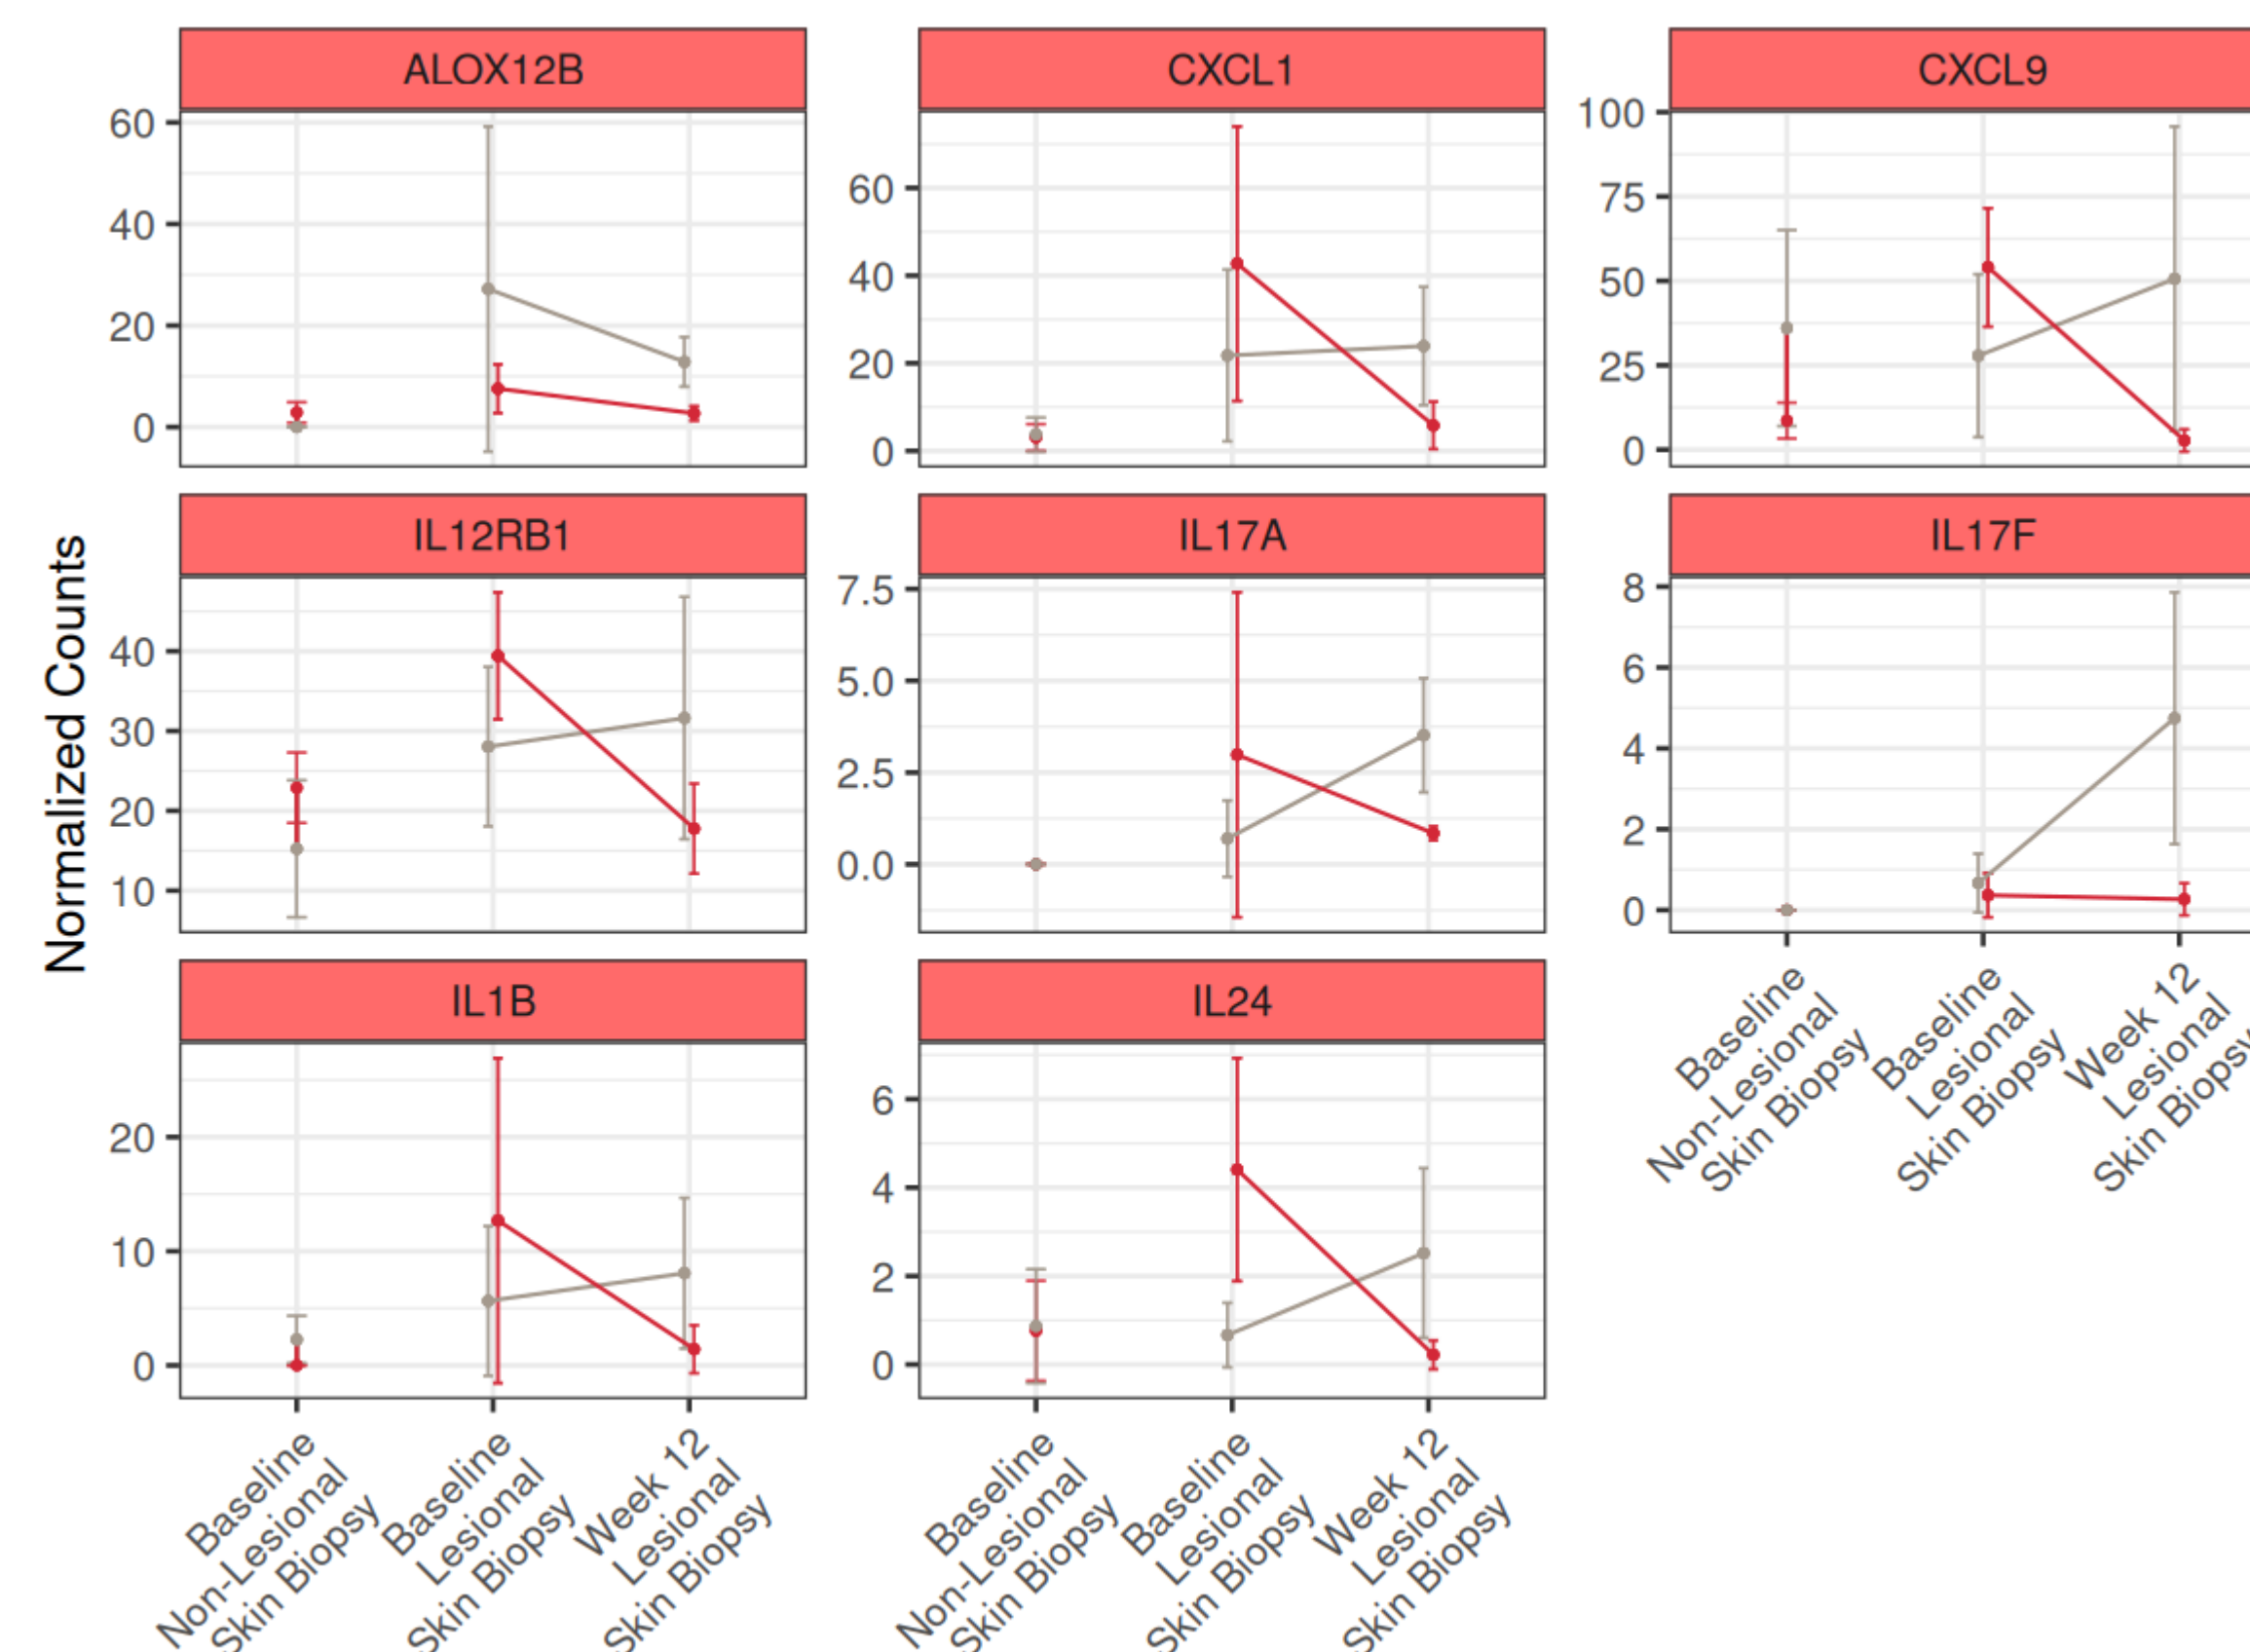 ALOX12B
CXCL1
CXCL9
60
40
20
0
60
40
20
0
100
75
50
25
0
Normalized Counts
IL12RB1
IL17A
IL17F
40
30
20
10
7.5
5.0
2.5
0.0
8
6
4
2
0
Baseline
Non-Lesional
Skin Biopsy
Baseline
Lesional
Skin Biopsy
Week 12
Lesional
Skin Biopsy
IL1B
IL24
20
10
0
6
4
2
0
Baseline
Non-Lesional
Skin Biopsy
Baseline
Lesional
Skin Biopsy
Week 12
Lesional
Skin Biopsy
Baseline
Non-Lesional
Skin Biopsy
Baseline
Lesional
Skin Biopsy
Week 12
Lesional
Skin Biopsy